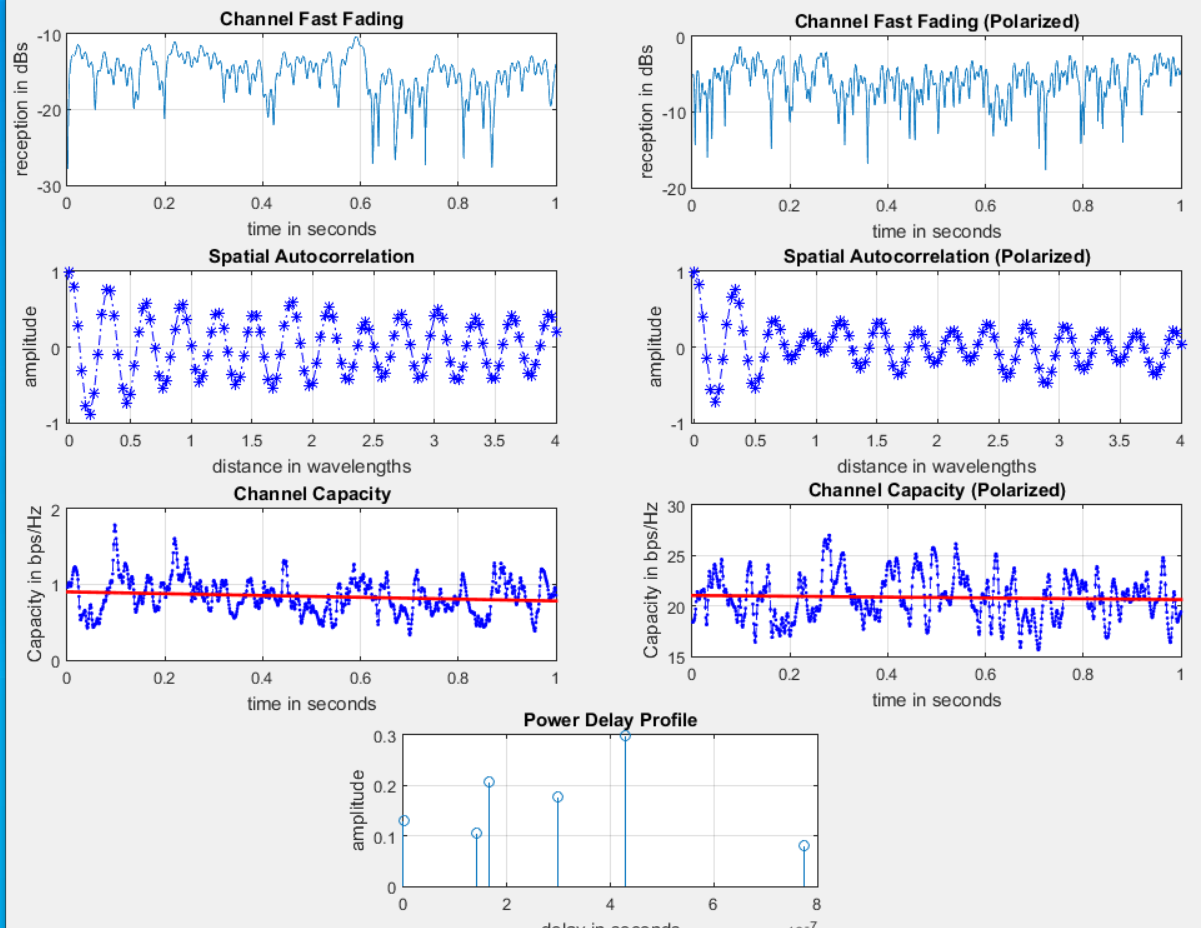 Channel Fast Fading
-10
-20
-30
reception in dBs
0 0.2 0.4 0.6 0.8 1
time in seconds
Channel Fast Fading (Polarized)
0
-10
-20
reception in dBs
0 0.2 0.4 0.6 0.8 1
time in seconds
Spatial Autocorrelation
1
0
-1
amplitude
0 0.5 1 1.5 2 2.5 3 3.5 4
distance in wavelengths
Spatial Autocorrelation (Polarized)
1
0
-1
amplitude
0 0.5 1 1.5 2 2.5 3 3.5 4
distance in wavelengths
Channel Capacity
2
1
0
Capacity in bps/Hz
0 0.2 0.4 0.6 0.8 1
time in seconds
Channel Capacity (Polarized)
30
25
20
15
Capacity in bps/Hz
0 0.2 0.4 0.6 0.8 1
time in seconds
Power Delay Profile
0.3
0.2
0.1
0
amplitude
0 2 4 6 8
delay in seconds